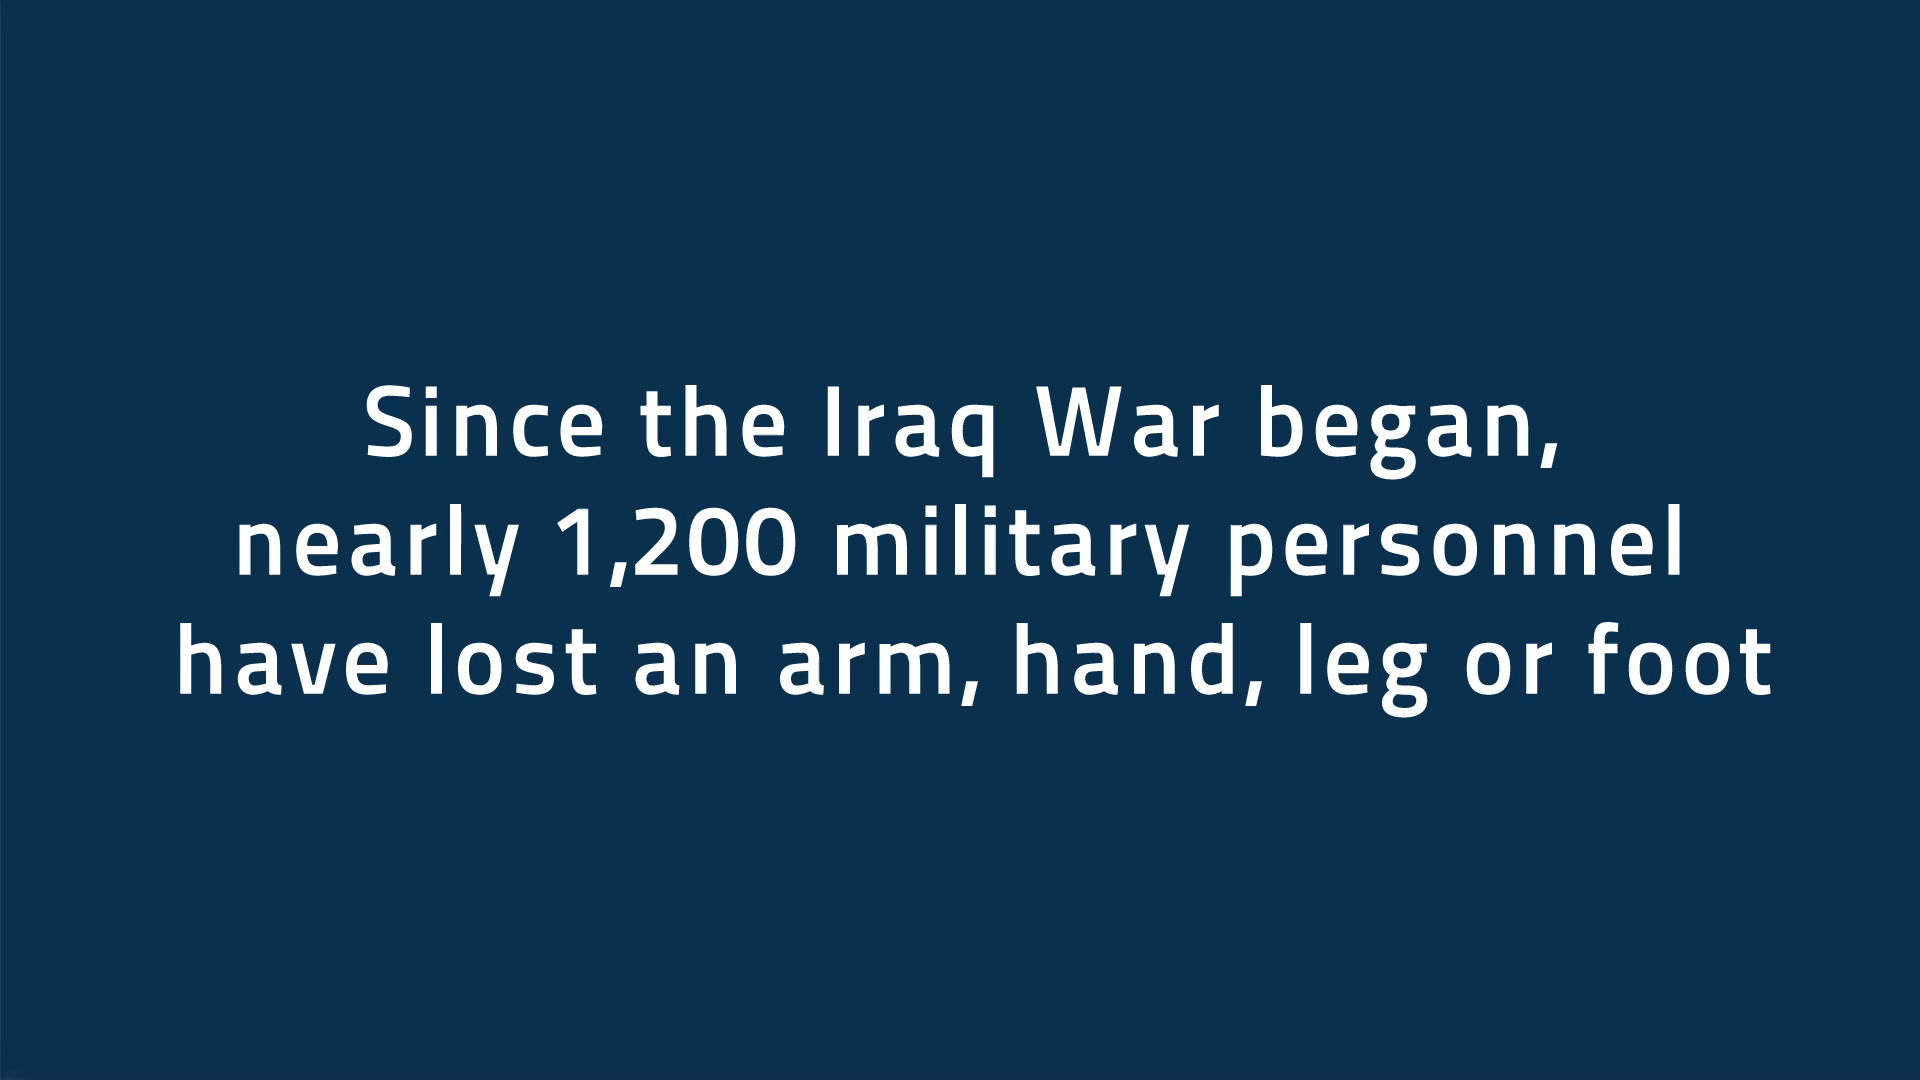 Since the Iraq War began,
nearly 1,200 military personnel
have lost an arm, hand, leg or foot